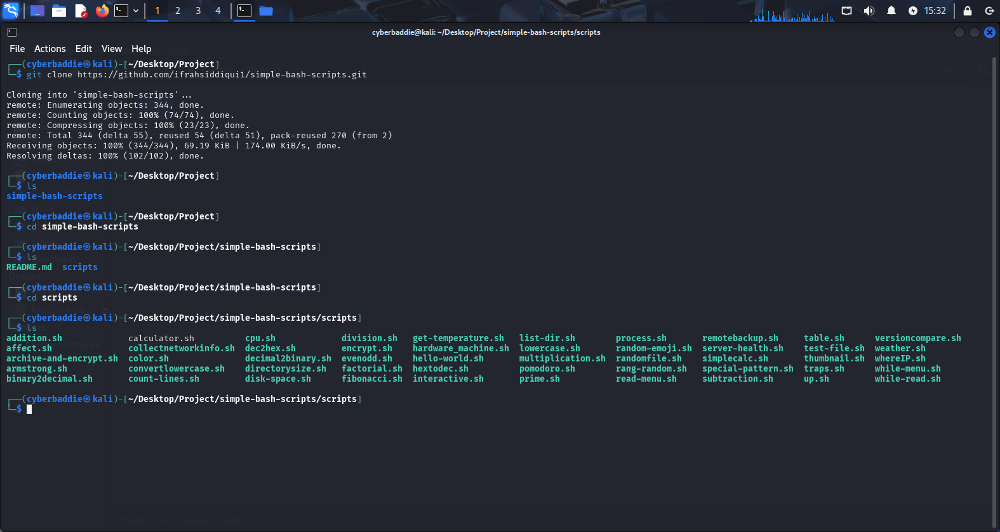 1 2 3 4 15:32
cyberbaddie@kali: ~/Desktop/Project/simple-bash-scripts/scripts
File Actions Edit View Help
┌──(cyberbaddie㉿kali)-[~/Desktop/Project]
└─$ git clone https://github.com/ifrahsiddiqui1/simple-bash-scripts.git
Cloning into 'simple-bash-scripts'...
remote: Enumerating objects: 344, done.
remote: Counting objects: 100% (74/74), done.
remote: Compressing objects: 100% (23/23), done.
remote: Total 344 (delta 55), reused 54 (delta 51), pack-reused 270 (from 2)
Receiving objects: 100% (344/344), 69.19 KiB | 174.00 KiB/s, done.
Resolving deltas: 100% (102/102), done.
┌──(cyberbaddie㉿kali)-[~/Desktop/Project]
└─$ ls
simple-bash-scripts
┌──(cyberbaddie㉿kali)-[~/Desktop/Project]
└─$ cd simple-bash-scripts
┌──(cyberbaddie㉿kali)-[~/Desktop/Project/simple-bash-scripts]
└─$ ls
README.md scripts
┌──(cyberbaddie㉿kali)-[~/Desktop/Project/simple-bash-scripts]
└─$ cd scripts
┌──(cyberbaddie㉿kali)-[~/Desktop/Project/simple-bash-scripts/scripts]
└─$ ls
addition.sh calculator.sh cpu.sh division.sh get-temperature.sh list-dir.sh process.sh remotebackup.sh table.sh versioncompare.sh
affect.sh collectnetworkinfo.sh dec2hex.sh encrypt.sh hardware_machine.sh lowercase.sh random-emoji.sh server-health.sh test-file.sh weather.sh
archive-and-encrypt.sh color.sh decimal2binary.sh evenodd.sh hello-world.sh multiplication.sh randomfile.sh simplecalc.sh thumbnail.sh whereIP.sh
armstrong.sh convertlowercase.sh directorysize.sh factorial.sh hextodec.sh pomodoro.sh rang-random.sh special-pattern.sh traps.sh while-menu.sh
binary2decimal.sh count-lines.sh disk-space.sh fibonacci.sh interactive.sh prime.sh read-menu.sh subtraction.sh up.sh while-read.sh
┌──(cyberbaddie㉿kali)-[~/Desktop/Project/simple-bash-scripts/scripts]
└─$